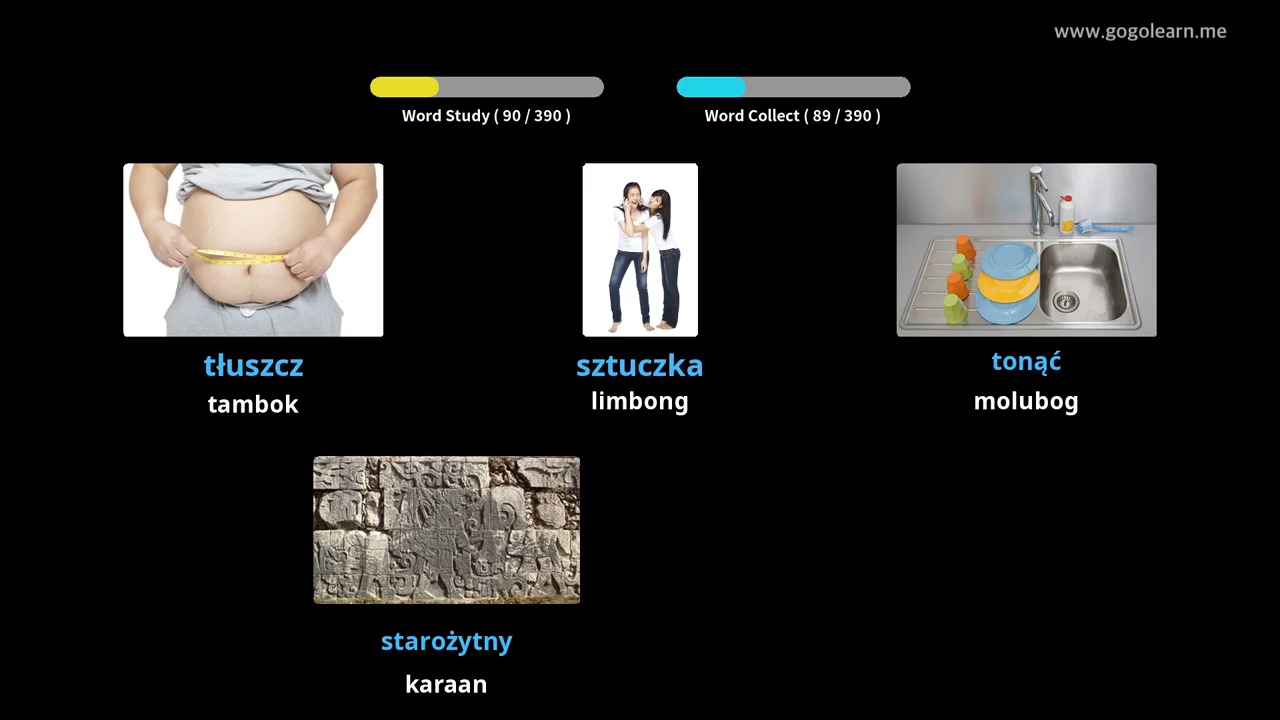 www.gogolearn.me
Word Study ( 90 / 390 )
Word Collect ( 89 / 390 )
tłuszcz
tambok
sztuczka
limbong
tonąć
molubog
starożytny
karaan